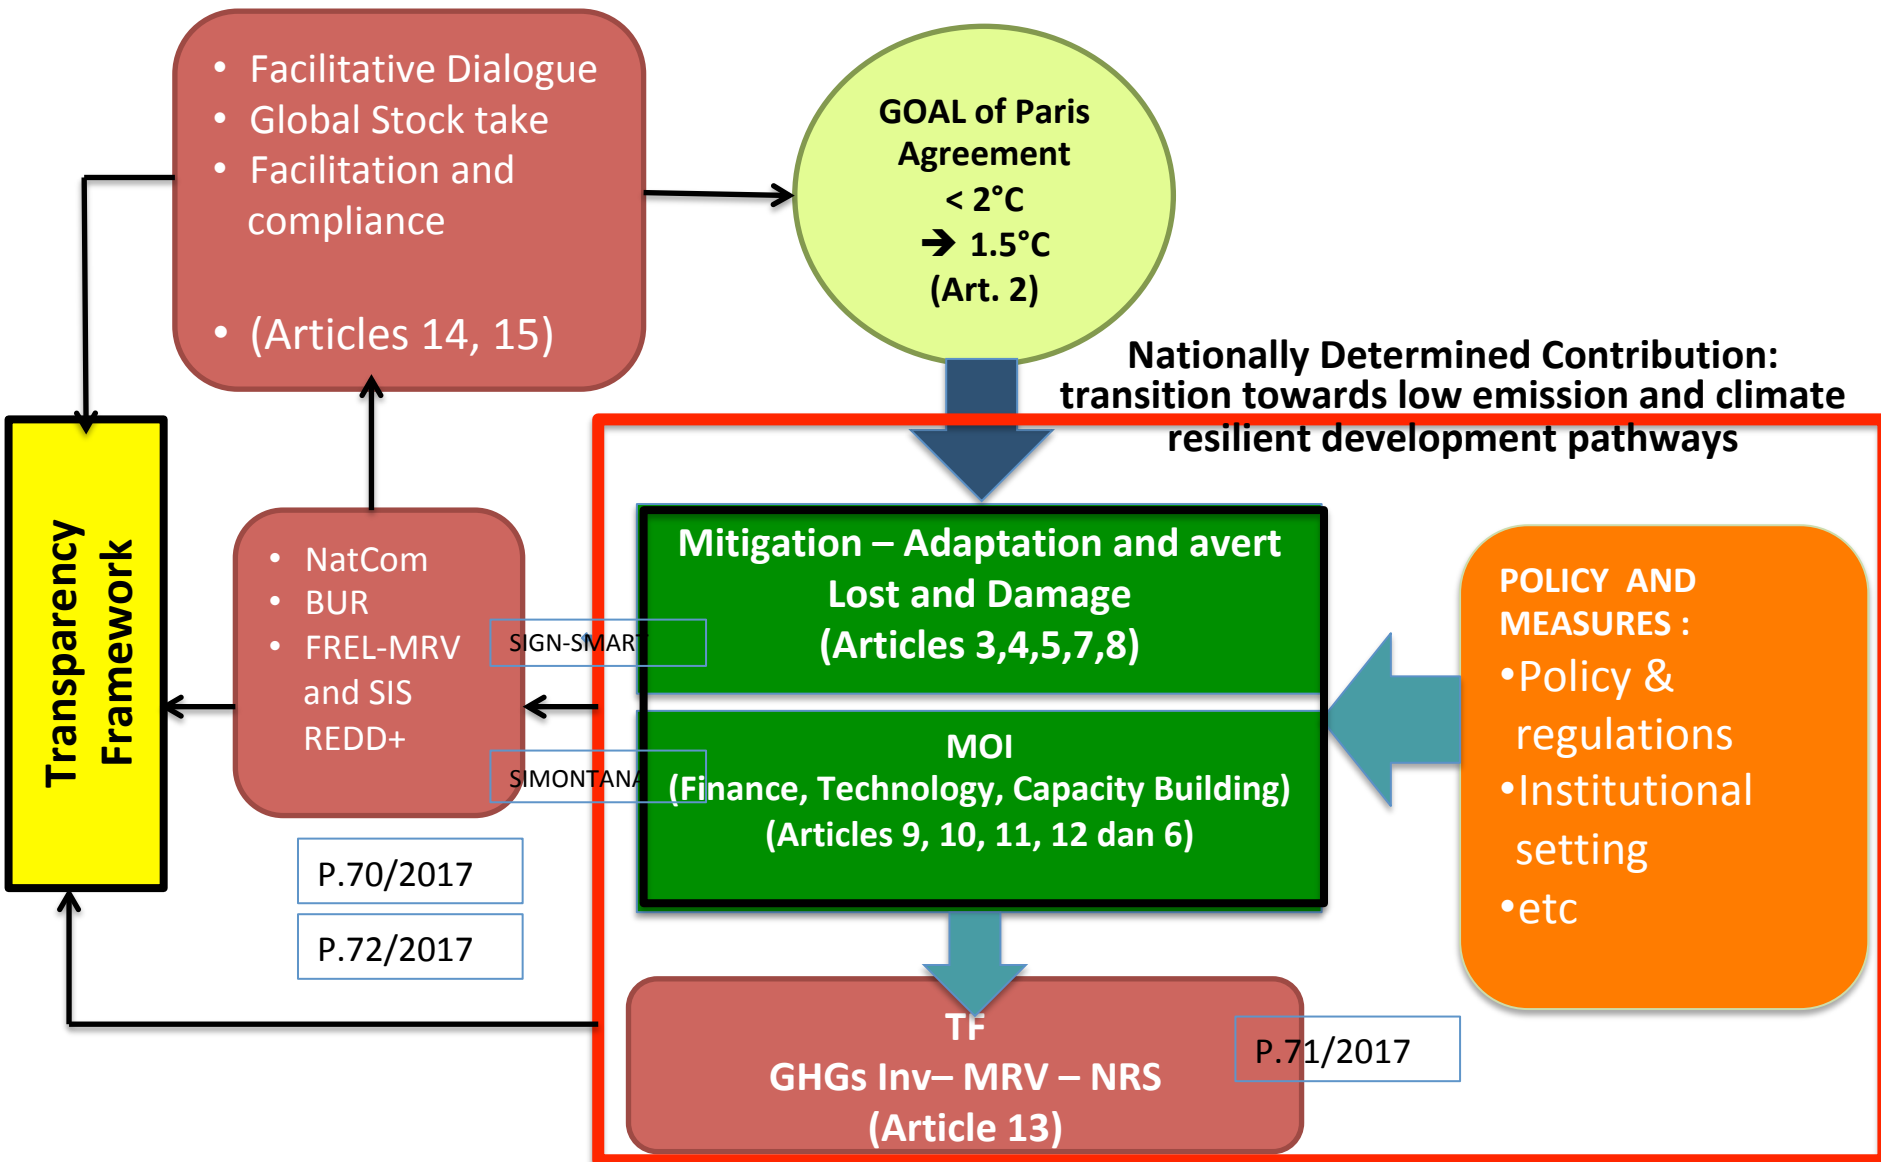 • Facilitative Dialogue
• Global Stock take
• Facilitation and
compliance
• (Articles 14, 15)
GOAL of Paris
Agreement
< 2°C
➔ 1.5°C
(Art. 2)
Nationally Determined Contribution:
transition towards low emission and climate
resilient development pathways
Transparency
Framework
• NatCom
• BUR
• FREL-MRV
and SIS
REDD+
SIGN-SMART
SIMONTANA
P.70/2017
P.72/2017
Mitigation – Adaptation and avert
Lost and Damage
(Articles 3,4,5,7,8)
MOI
(Finance, Technology, Capacity Building)
(Articles 9, 10, 11, 12 dan 6)
POLICY AND
MEASURES :
•Policy &
regulations
•Institutional
setting
•etc
TF
GHGs Inv– MRV – NRS
(Article 13)
P.71/2017